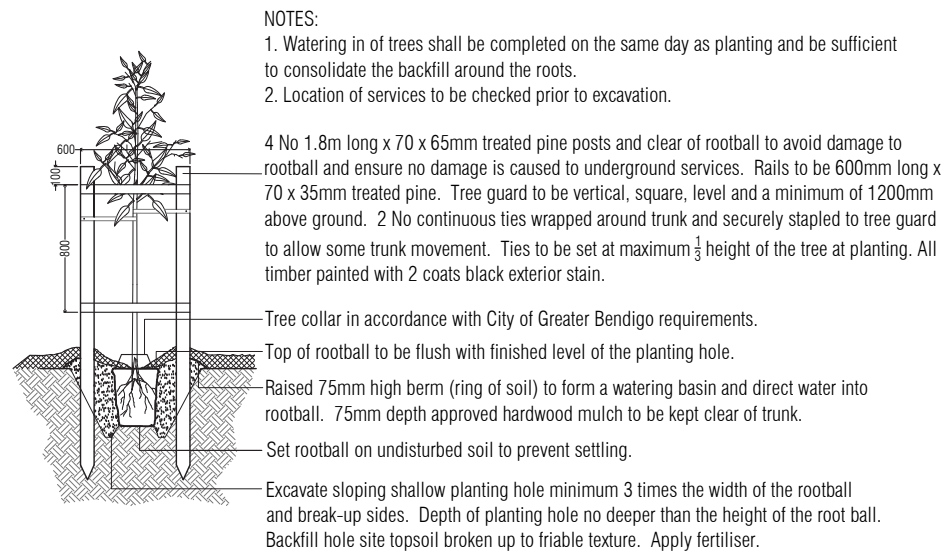 NOTES:
1. Watering in of trees shall be completed on the same day as planting and be sufficient
to consolidate the backfill around the roots.
2. Location of services to be checked prior to excavation.
4 No 1.8m long x 70 x 65mm treated pine posts and clear of rootball to avoid damage to
rootball and ensure no damage is caused to underground services. Rails to be 600mm long x
70 x 35mm treated pine. Tree guard to be vertical, square, level and a minimum of 1200mm
above ground. 2 No continuous ties wrapped around trunk and securely stapled to tree guard
to allow some trunk movement. Ties to be set at maximum 1/3 height of the tree at planting. All
timber painted with 2 coats black exterior stain.
600
100
800
Tree collar in accordance with City of Greater Bendigo requirements.
Top of rootball to be flush with finished level of the planting hole.
Raised 75mm high berm (ring of soil) to form a watering basin and direct water into
rootball. 75mm depth approved hardwood mulch to be kept clear of trunk.
Set rootball on undisturbed soil to prevent settling.
Excavate sloping shallow planting hole minimum 3 times the width of the rootball
and break-up sides. Depth of planting hole no deeper than the height of the root ball.
Backfill hole site topsoil broken up to friable texture. Apply fertiliser.